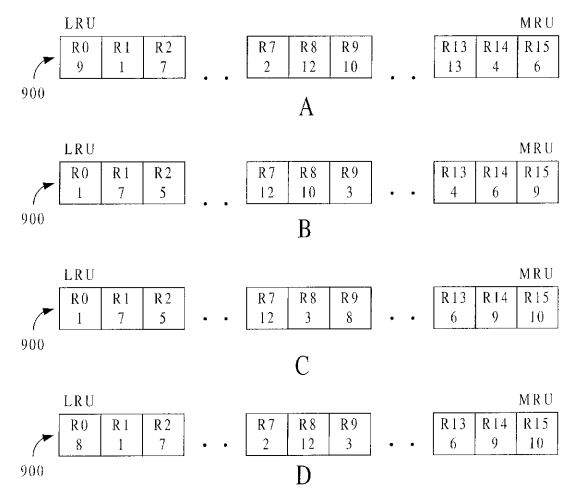 LRU MRU
R0 R1 R2 R7 R8 R9 R13 R14 R15
9 1 7 . . 2 12 10 . . 13 4 6
900
A
LRU MRU
R0 R1 R2 R7 R8 R9 R13 R14 R15
1 7 5 . . 12 10 3 . . 4 6 9
900
B
LRU MRU
R0 R1 R2 R7 R8 R9 R13 R14 R15
1 7 5 . . 12 3 8 . . 6 9 10
900
C
LRU MRU
R0 R1 R2 R7 R8 R9 R13 R14 R15
8 1 7 . . 2 12 3 . . 6 9 10
900
D